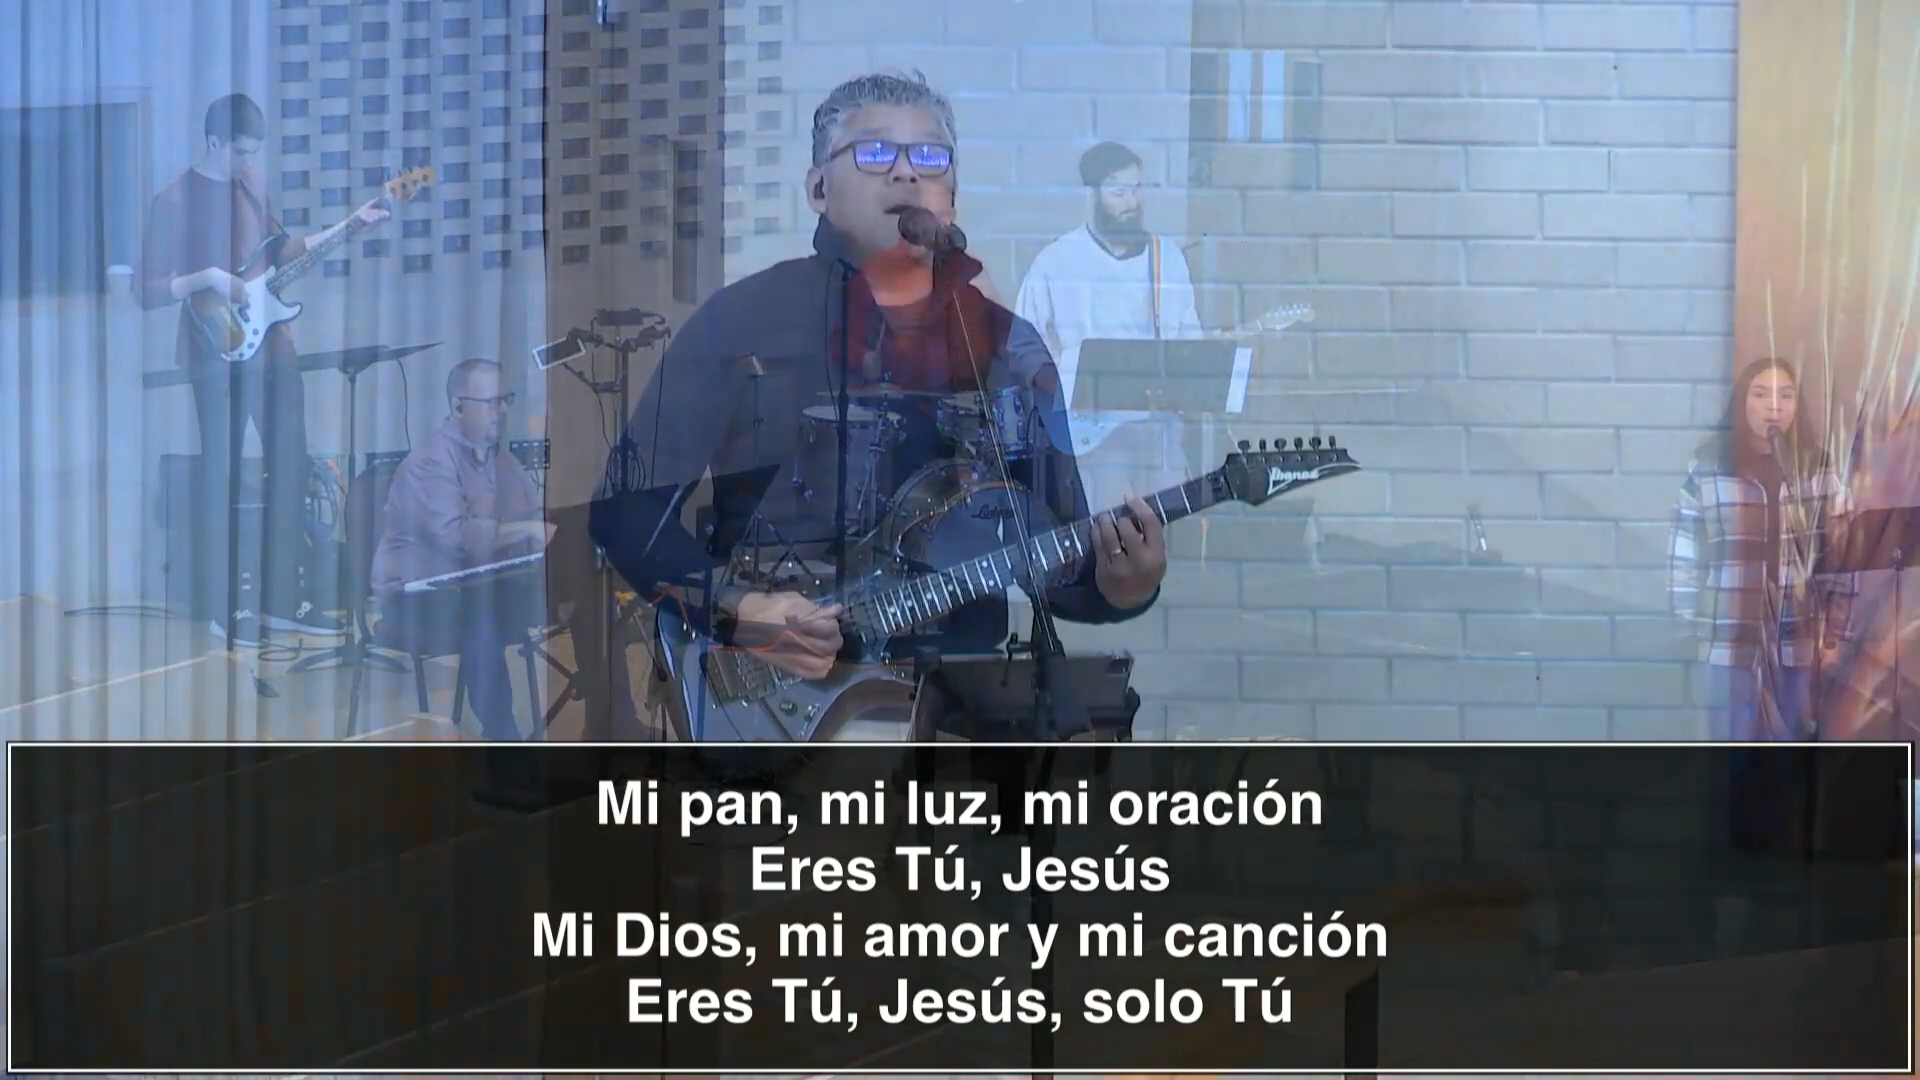 Ibanez
Mi pan, mi luz, mi oración
Eres Tú, Jesús
Mi Dios, mi amor y mi canción
Eres Tú, Jesús, solo Tú